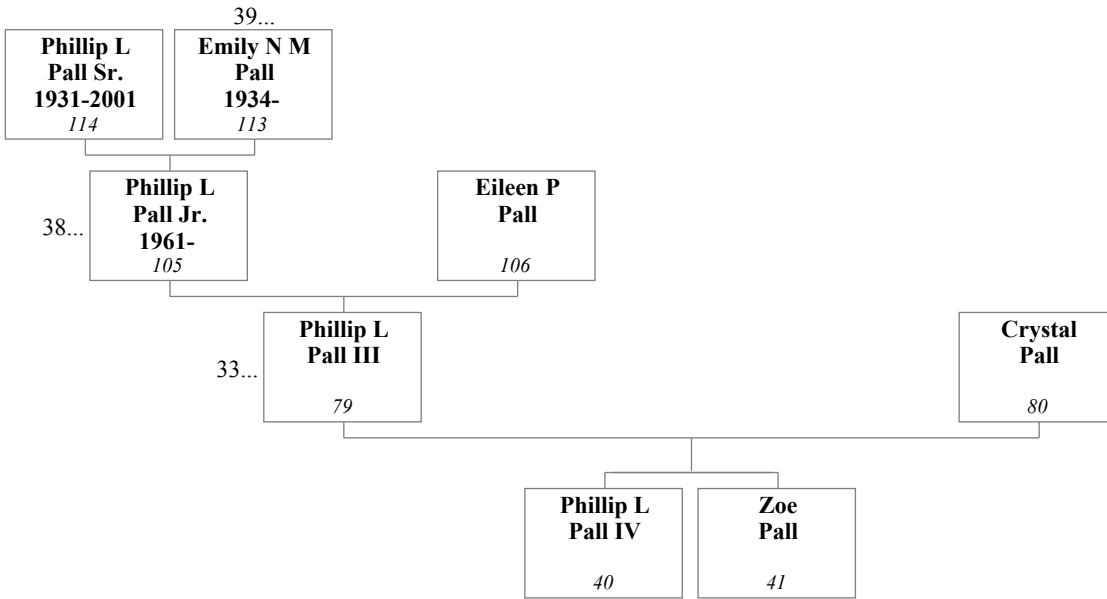 39...
Phillip L
Pall Sr.
1931-2001
114
Emily N M
Pall
1934-
113
38...
Phillip L
Pall Jr.
1961-
105
Eileen P
Pall
106
33...
Phillip L
Pall III
79
Crystal
Pall
80
Phillip L
Pall IV
40
Zoe
Pall
41